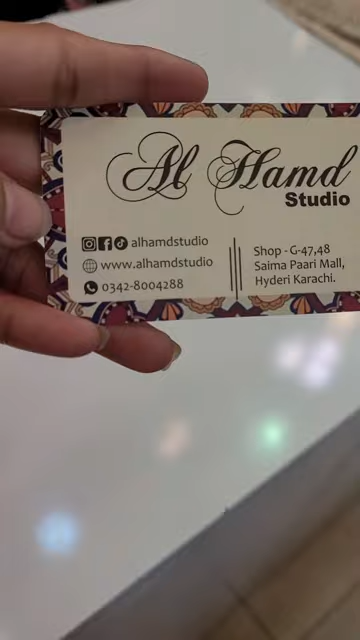 Al Hamd
Studio
alhamdstudio
www.alhamdstudio
0342-8004288
Shop - G-47,48
Saima Paari Mall,
Hyderi Karachi.